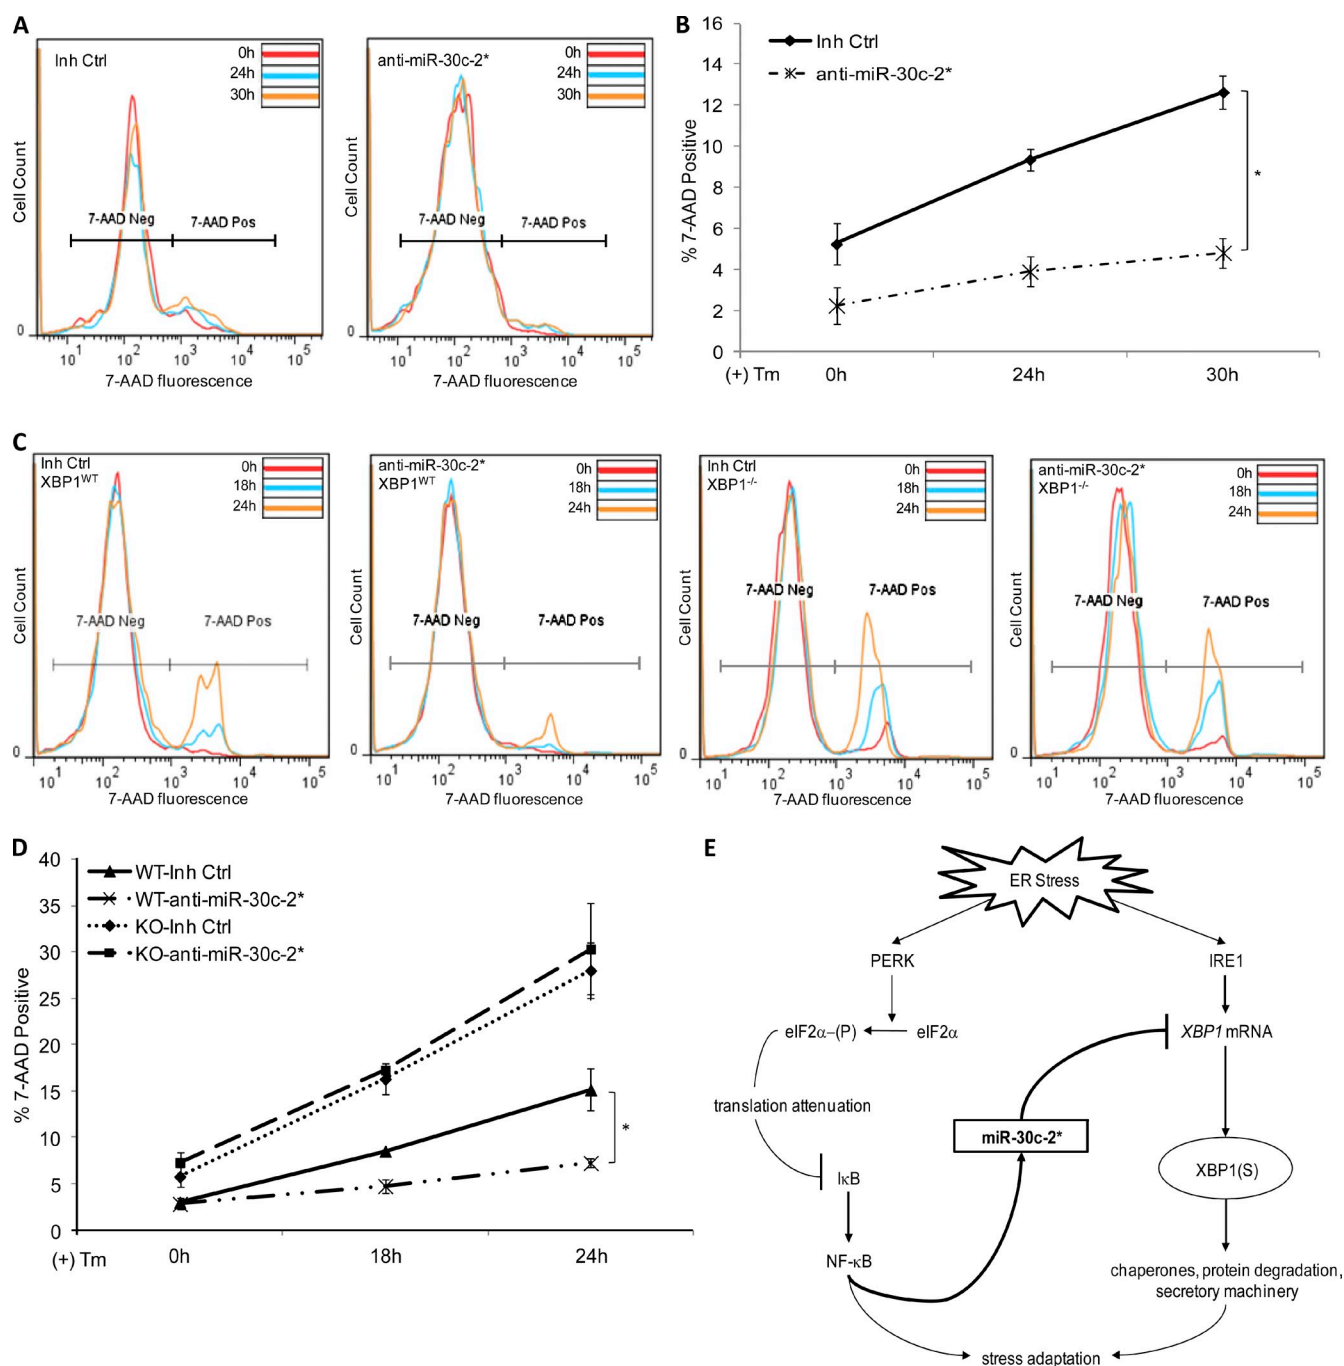 A
Inh Ctrl
0h
24h
30h
7-AAD Neg
7-AAD Pos
Cell Count
0
10^1
10^2
10^3
10^4
10^5
7-AAD fluorescence
anti-miR-30c-2*
0h
24h
30h
7-AAD Neg
7-AAD Pos
Cell Count
0
10^1
10^2
10^3
10^4
10^5
7-AAD fluorescence
B
Inh Ctrl
anti-miR-30c-2*
% 7-AAD Positive
16
14
12
10
8
6
4
2
0
*
(+) Tm
0h
24h
30h
C
Inh Ctrl
XBP1^WT
0h
18h
24h
7-AAD Neg
7-AAD Pos
Cell Count
0
10^1
10^2
10^3
10^4
10^5
7-AAD fluorescence
anti-miR-30c-2*
XBP1^WT
0h
18h
24h
7-AAD Neg
7-AAD Pos
Cell Count
0
10^1
10^2
10^3
10^4
10^5
7-AAD fluorescence
Inh Ctrl
XBP1^-/-
0h
18h
24h
7-AAD Neg
7-AAD Pos
Cell Count
0
10^1
10^2
10^3
10^4
10^5
7-AAD fluorescence
anti-miR-30c-2*
XBP1^-/-
0h
18h
24h
7-AAD Neg
7-AAD Pos
Cell Count
0
10^1
10^2
10^3
10^4
10^5
7-AAD fluorescence
D
WT-Inh Ctrl
WT-anti-miR-30c-2*
KO-Inh Ctrl
KO-anti-miR-30c-2*
% 7-AAD Positive
40
35
30
25
20
15
10
5
0
*
(+) Tm
0h
18h
24h
E
ER Stress
PERK
IRE1
eIF2α–(P)
eIF2α
XBP1 mRNA
translation attenuation
miR-30c-2*
IκB
XBP1(S)
NF-κB
chaperones, protein degradation,
secretory machinery
stress adaptation